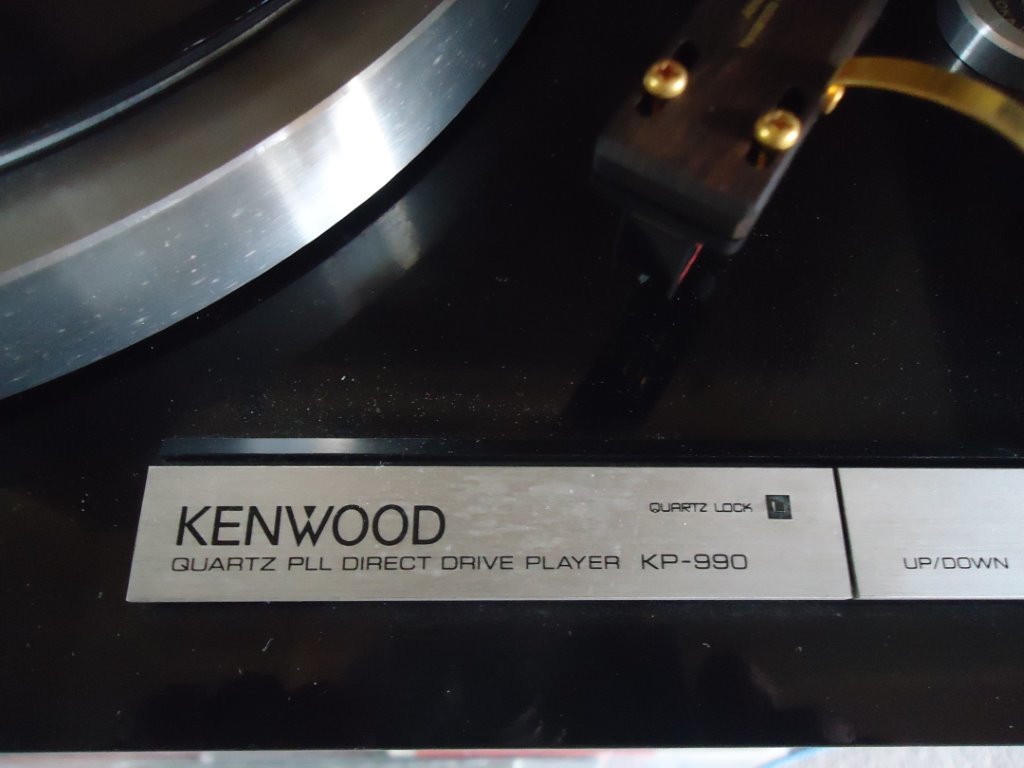 KENWOOD
QUARTZ LOCK
QUARTZ PLL DIRECT DRIVE PLAYER KP-990
UP/DOWN